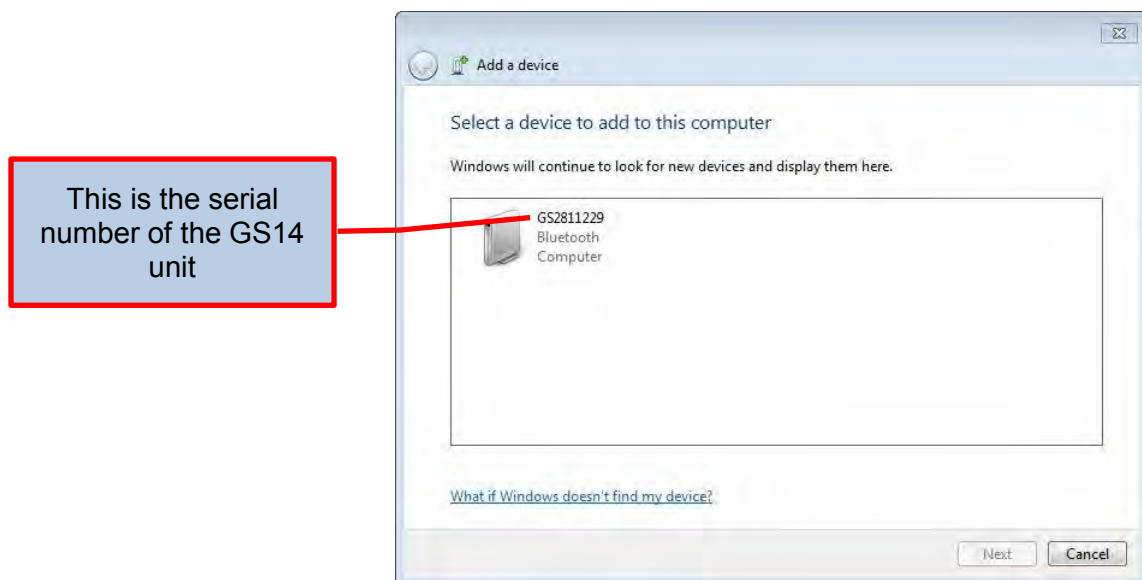 Add a device
Select a device to add to this computer
Windows will continue to look for new devices and display them here.
This is the serial
number of the GS14
unit
GS2811229
Bluetooth
Computer
What if Windows doesn't find my device?
Next
Cancel